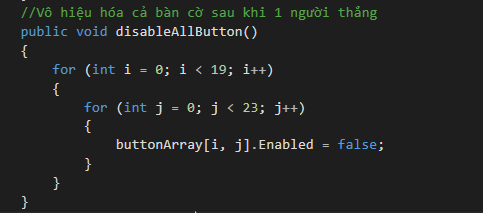 //Vô hiệu hóa cả bàn cờ sau khi 1 người thắng
public void disableAllButton()
{
    for (int i = 0; i < 19; i++)
    {
        for (int j = 0; j < 23; j++)
        {
            buttonArray[i, j].Enabled = false;
        }
    }
}